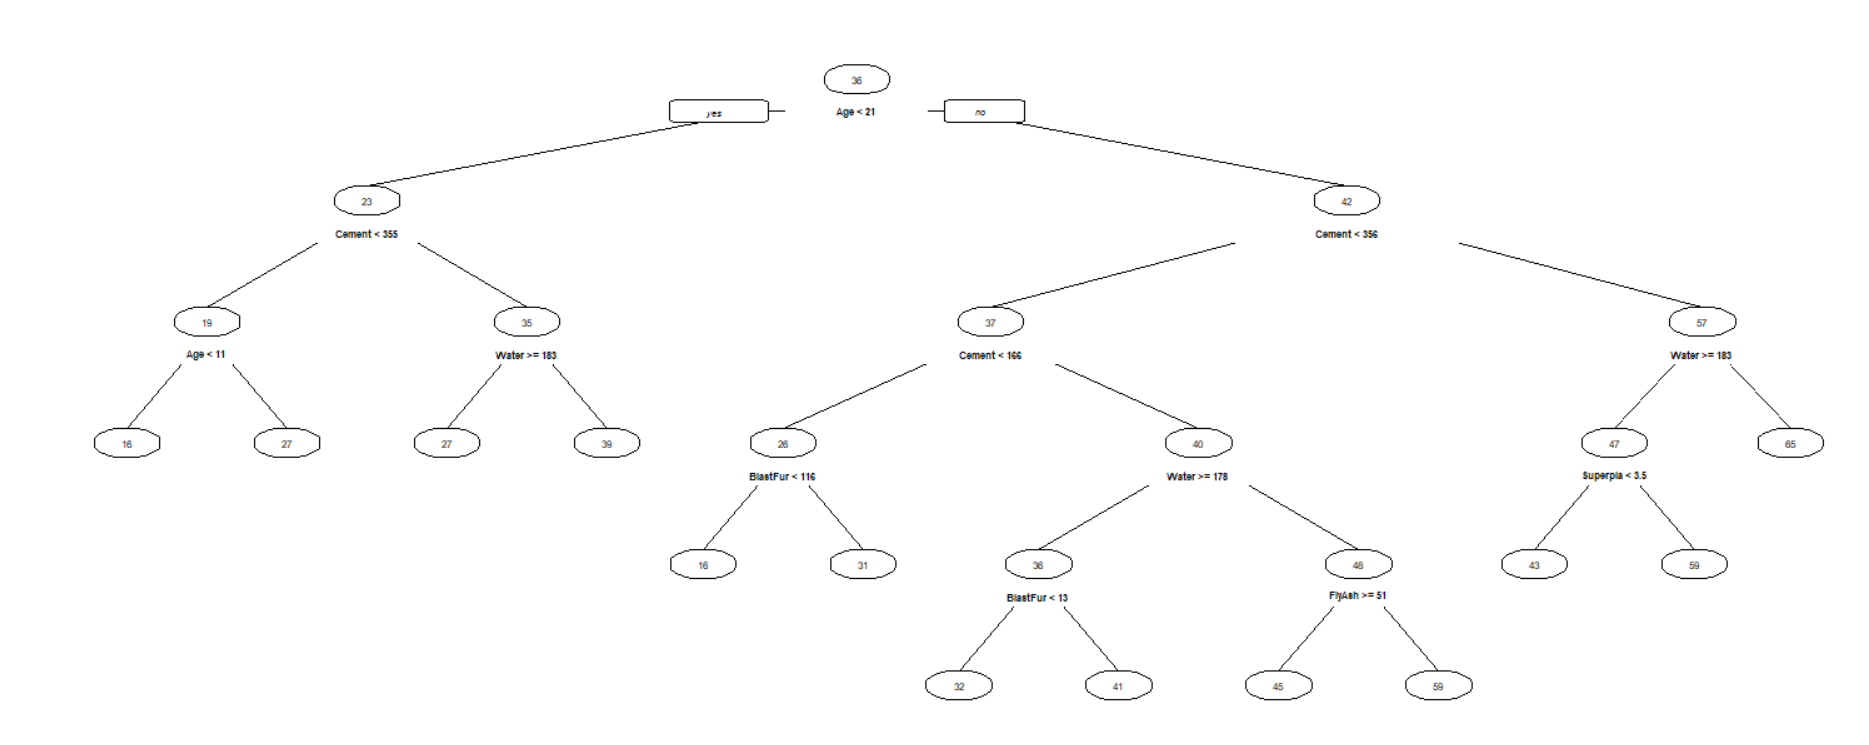 36
yes
Age < 21
no
23
42
Cement < 355
Cement < 356
19
35
37
57
Age < 11
Water >= 183
Cement < 166
Water >= 183
16
27
27
39
26
40
47
65
BlastFur < 116
Water >= 178
Superpla < 3.5
16
31
36
48
43
59
BlastFur < 13
FlyAsh >= 51
32
41
45
59